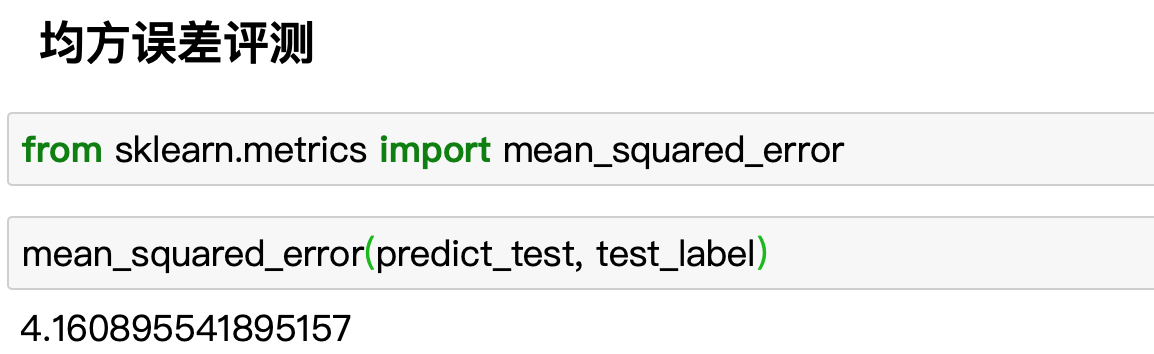 均方误差评测
from sklearn.metrics import mean_squared_error
mean_squared_error(predict_test, test_label)
4.160895541895157